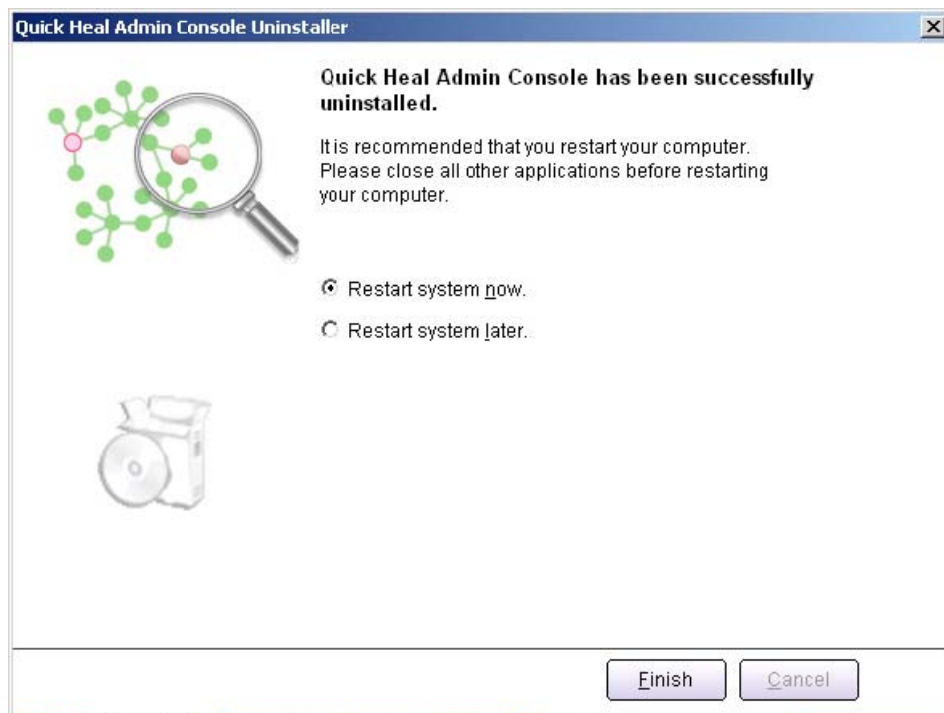 Quick Heal Admin Console Uninstaller
Quick Heal Admin Console has been successfully
uninstalled.
It is recommended that you restart your computer.
Please close all other applications before restarting
your computer.
Restart system now.
Restart system later.
Finish
Cancel